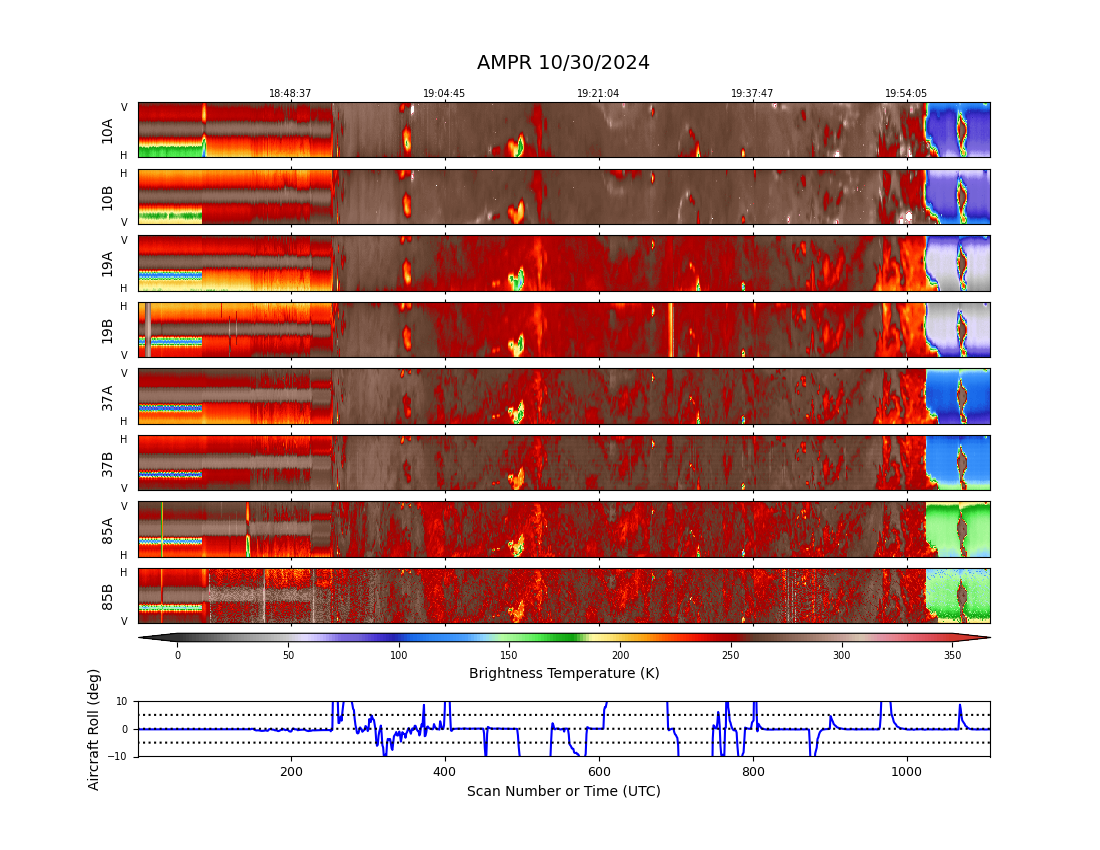 AMPR 10/30/2024
18:48:37 19:04:45 19:21:04 19:37:47 19:54:05
V
10A
H
H
10B
V
V
19A
H
H
19B
V
V
37A
H
H
37B
V
V
85A
H
H
85B
V
0 50 100 150 200 250 300 350
Brightness Temperature (K)
Aircraft Roll (deg)
10
0
−10
200 400 600 800 1000
Scan Number or Time (UTC)